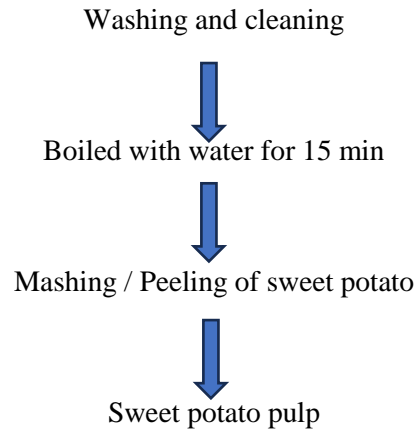 Washing and cleaning
Boiled with water for 15 min
Mashing / Peeling of sweet potato
Sweet potato pulp